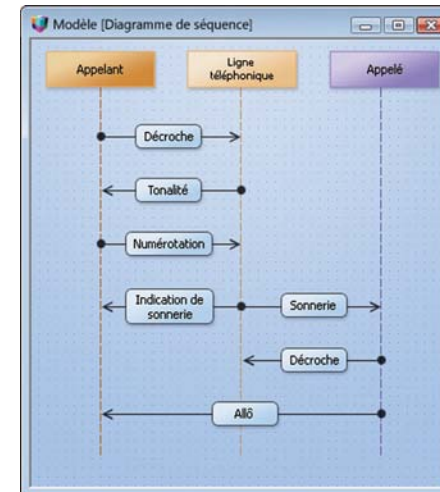 Modèle [Diagramme de séquence]
Appelant
Ligne
téléphonique
Appelé
Décroche
Tonalité
Numérotation
Indication de
sonnerie
Sonnerie
Décroche
Allô